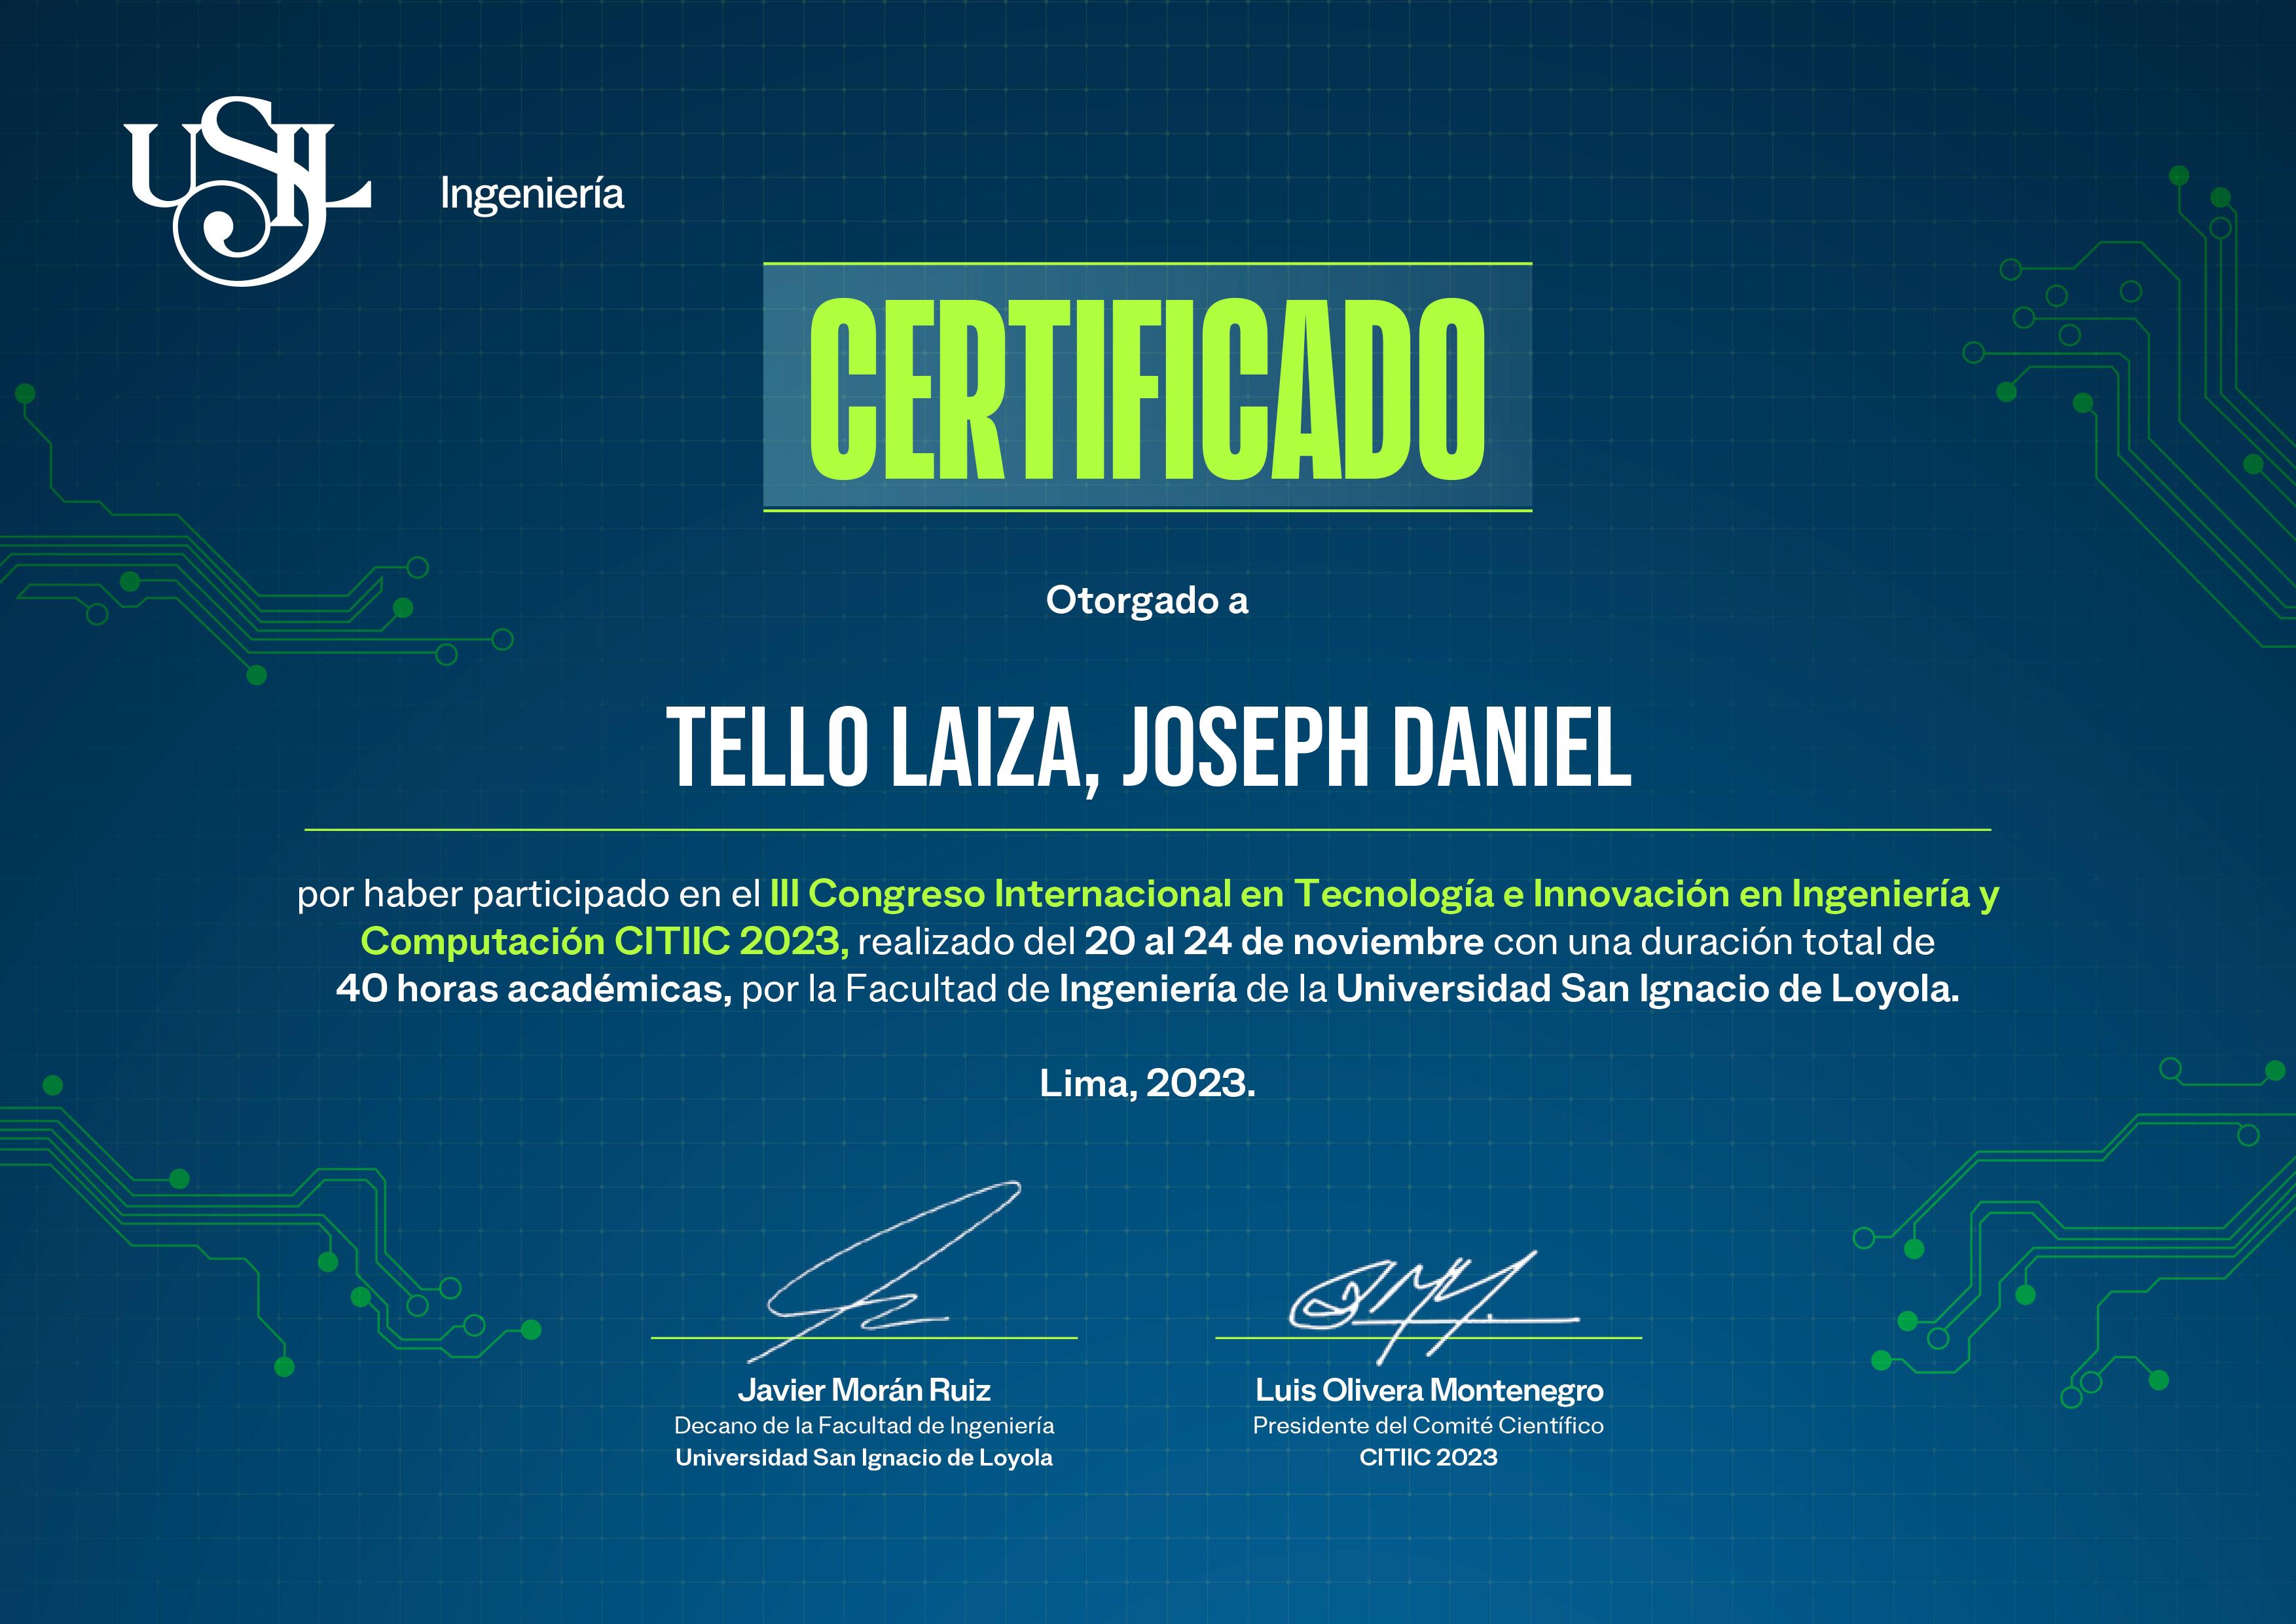 USIL
Ingeniería
CERTIFICADO
Otorgado a
TELLO LAIZA, JOSEPH DANIEL
por haber participado en el III Congreso Internacional en Tecnología e Innovación en Ingeniería y
Computación CITIIC 2023, realizado del 20 al 24 de noviembre con una duración total de
40 horas académicas, por la Facultad de Ingeniería de la Universidad San Ignacio de Loyola.
Lima, 2023.
Javier Morán Ruiz
Decano de la Facultad de Ingeniería
Universidad San Ignacio de Loyola
Luis Olivera Montenegro
Presidente del Comité Científico
CITIIC 2023